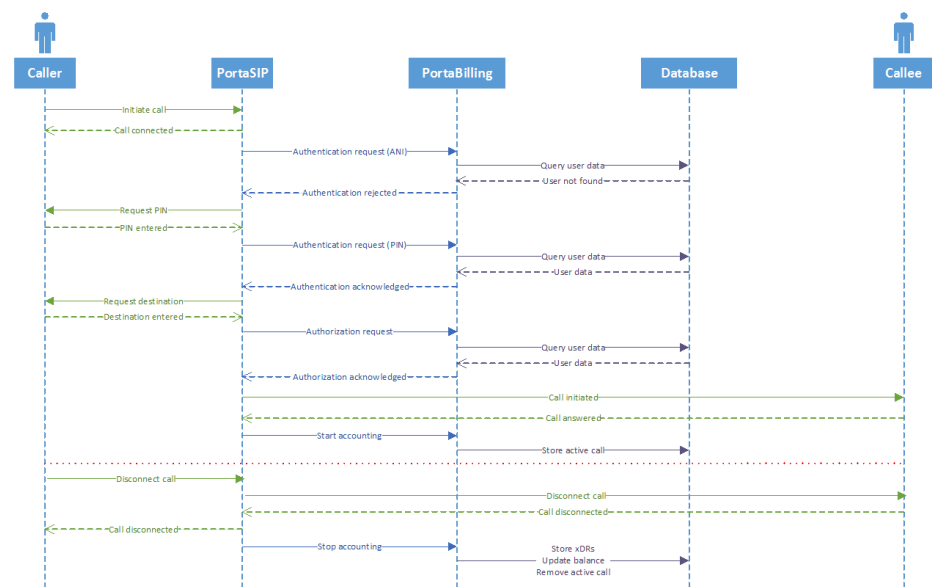 Caller
PortaSIP
PortaBilling
Database
Callee
Initiate call
Call connected
Authentication request (ANI)
Query user data
User not found
Authentication rejected
Request PIN
PIN entered
Authentication request (PIN)
Query user data
User data
Authentication acknowledged
Request destination
Destination entered
Authorization request
Query user data
User data
Authorization acknowledged
Call initiated
Call answered
Start accounting
Store active call
Disconnect call
Disconnect call
Call disconnected
Call disconnected
Stop accounting
Store xDRs
Update balance
Remove active call